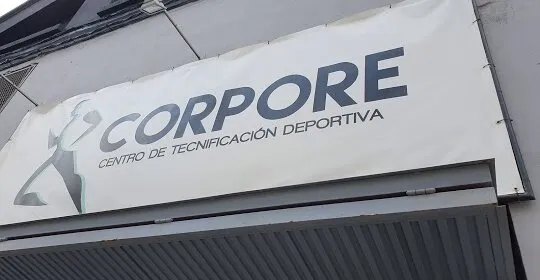 CORPORE
CENTRO DE TECNIFICACIÓN DEPORTIVA